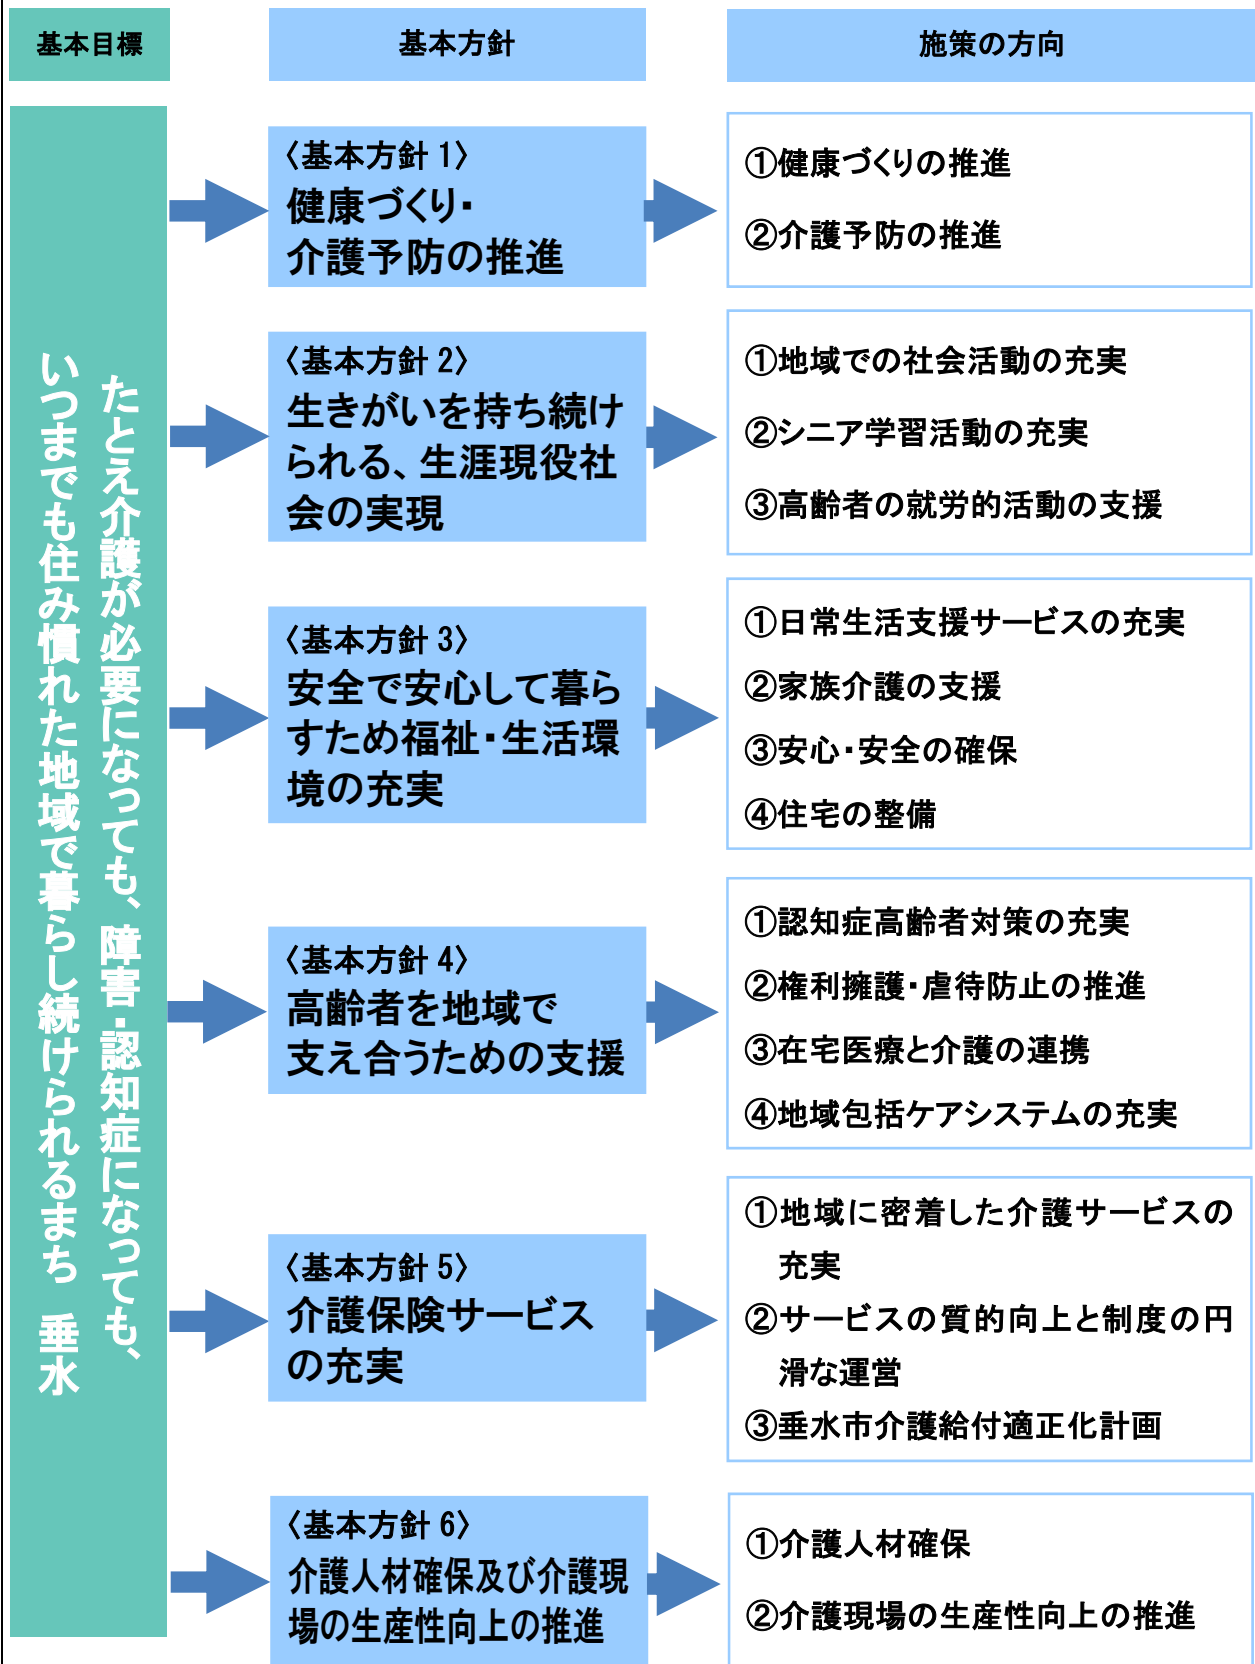 基本目標
基本方針
施策の方向
たとえ介護が必要になっても、障害・認知症になっても、
いつまでも住み慣れた地域で暮らし続けられるまち　垂水
〈基本方針 1〉
健康づくり・
介護予防の推進
①健康づくりの推進
②介護予防の推進
〈基本方針 2〉
生きがいを持ち続け
られる、生涯現役社
会の実現
①地域での社会活動の充実
②シニア学習活動の充実
③高齢者の就労的活動の支援
〈基本方針 3〉
安全で安心して暮ら
すため福祉・生活環
境の充実
①日常生活支援サービスの充実
②家族介護の支援
③安心・安全の確保
④住宅の整備
〈基本方針 4〉
高齢者を地域で
支え合うための支援
①認知症高齢者対策の充実
②権利擁護・虐待防止の推進
③在宅医療と介護の連携
④地域包括ケアシステムの充実
〈基本方針 5〉
介護保険サービス
の充実
①地域に密着した介護サービスの
充実
②サービスの質的向上と制度の円
滑な運営
③垂水市介護給付適正化計画
〈基本方針 6〉
介護人材確保及び介護現
場の生産性向上の推進
①介護人材確保
②介護現場の生産性向上の推進